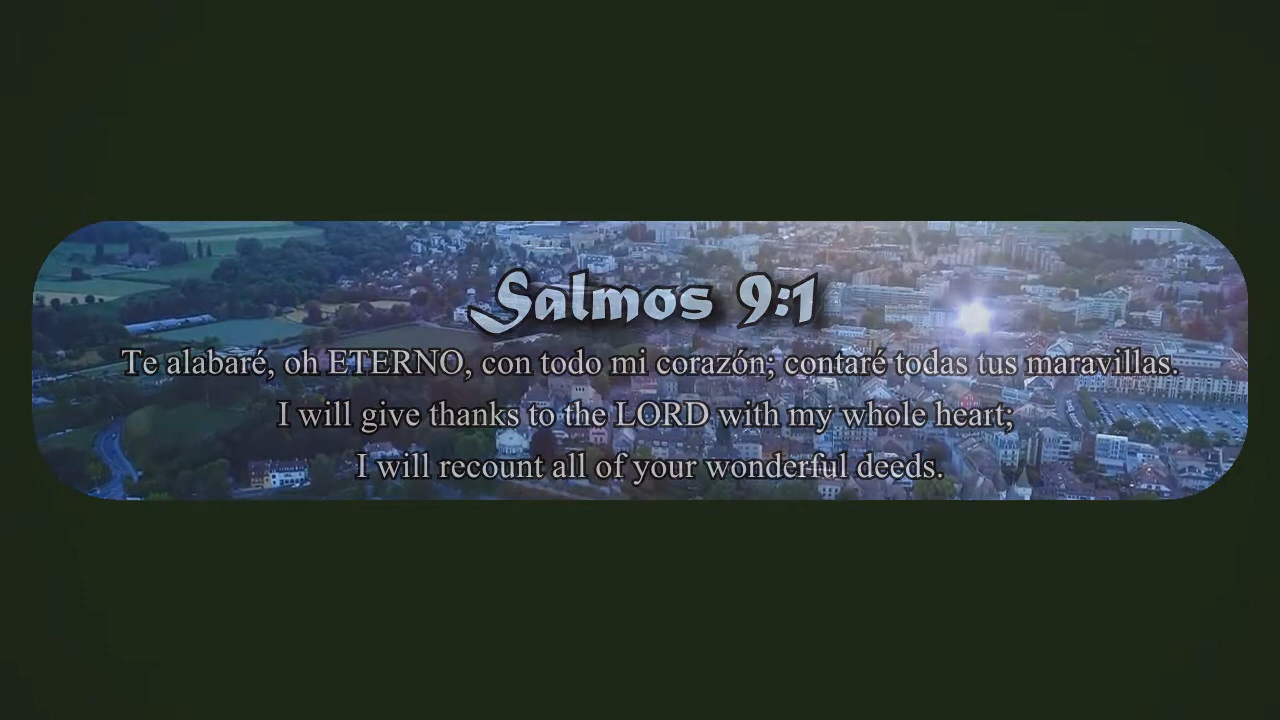 Salmos 9:1
Te alabaré, oh ETERNO, con todo mi corazón; contaré todas tus maravillas.
I will give thanks to the LORD with my whole heart;
I will recount all of your wonderful deeds.